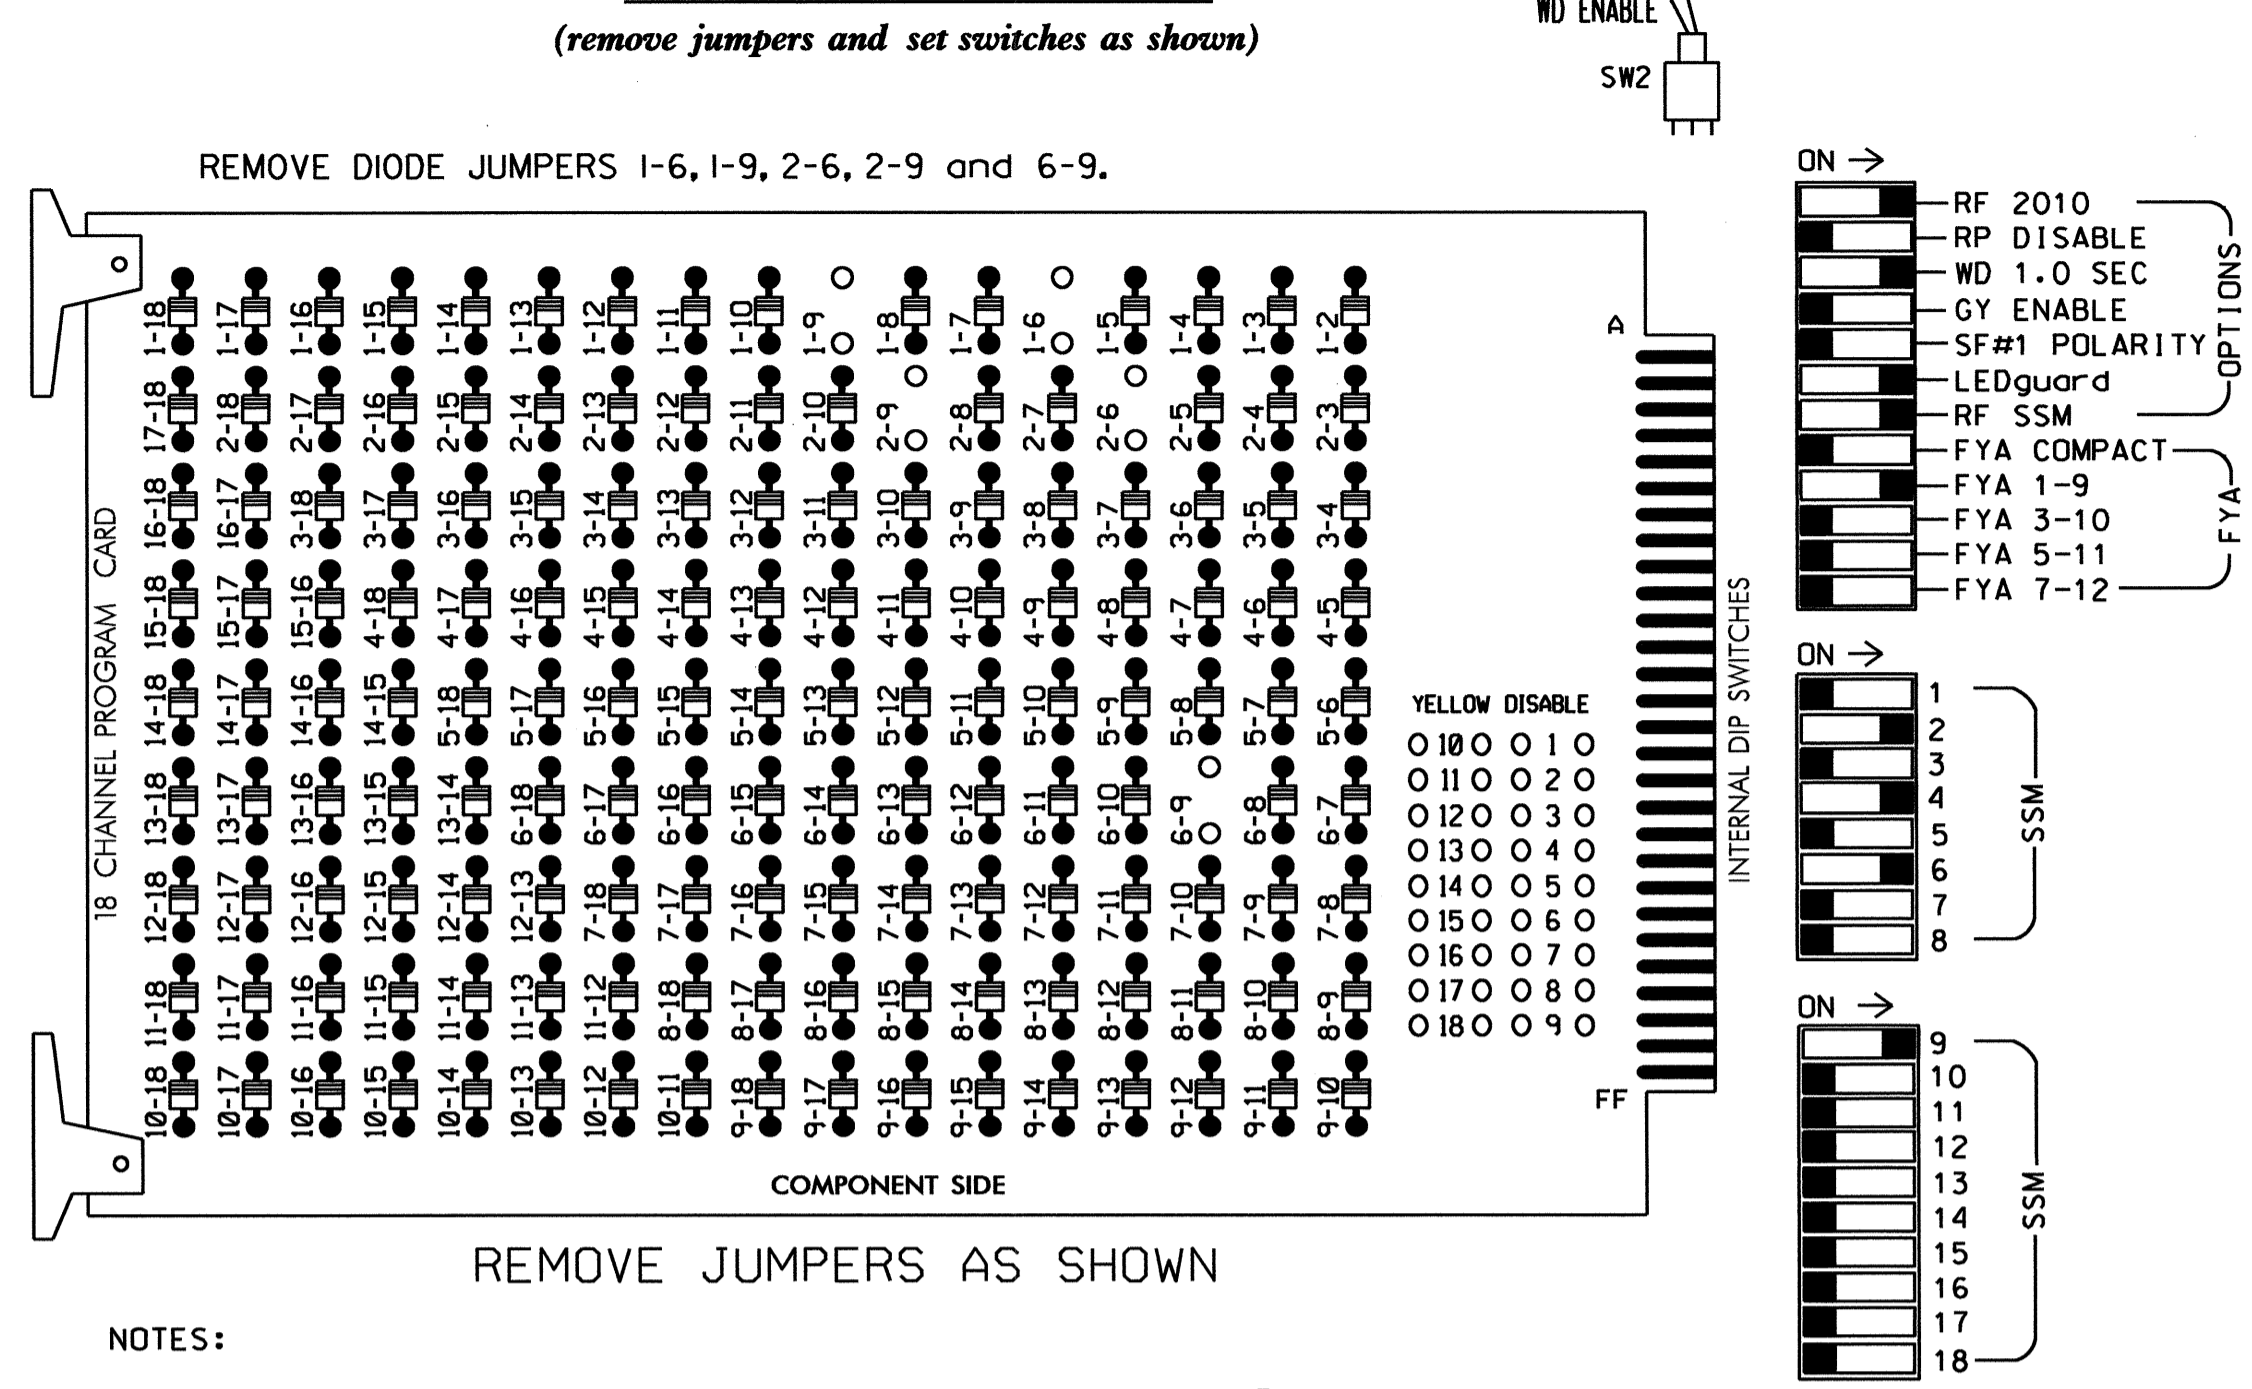 (remove jumpers and set switches as shown)
WD ENABLE
SW2
REMOVE DIODE JUMPERS 1-6, 1-9, 2-6, 2-9 and 6-9.
18 CHANNEL PROGRAM CARD
1-18 1-17 1-16 1-15 1-14 1-13 1-12 1-11 1-10 1-9 1-8 1-7 1-6 1-5 1-4 1-3 1-2
17-18 2-18 2-17 2-16 2-15 2-14 2-13 2-12 2-11 2-10 2-9 2-8 2-7 2-6 2-5 2-4 2-3
16-18 16-17 3-18 3-17 3-16 3-15 3-14 3-13 3-12 3-11 3-10 3-9 3-8 3-7 3-6 3-5 3-4
15-18 15-17 15-16 4-18 4-17 4-16 4-15 4-14 4-13 4-12 4-11 4-10 4-9 4-8 4-7 4-6 4-5
14-18 14-17 14-16 14-15 5-18 5-17 5-16 5-15 5-14 5-13 5-12 5-11 5-10 5-9 5-8 5-7 5-6
13-18 13-17 13-16 13-15 13-14 6-18 6-17 6-16 6-15 6-14 6-13 6-12 6-11 6-10 6-9 6-8 6-7
12-18 12-17 12-16 12-15 12-14 12-13 7-18 7-17 7-16 7-15 7-14 7-13 7-12 7-11 7-10 7-9 7-8
11-18 11-17 11-16 11-15 11-14 11-13 11-12 8-18 8-17 8-16 8-15 8-14 8-13 8-12 8-11 8-10 8-9
10-18 10-17 10-16 10-15 10-14 10-13 10-12 10-11 9-18 9-17 9-16 9-15 9-14 9-13 9-12 9-11 9-10
A
YELLOW DISABLE
10 1
11 2
12 3
13 4
14 5
15 6
16 7
17 8
18 9
FF
COMPONENT SIDE
REMOVE JUMPERS AS SHOWN
NOTES:
INTERNAL DIP SWITCHES
ON
RF 2010
RP DISABLE
WD 1.0 SEC
GY ENABLE
SF#1 POLARITY
LEDguard
RF SSM
OPTIONS
FYA COMPACT
FYA 1-9
FYA 3-10
FYA 5-11
FYA 7-12
FYA
ON
1
2
3
4
5
6
7
8
SSM
ON
9
10
11
12
13
14
15
16
17
18
SSM